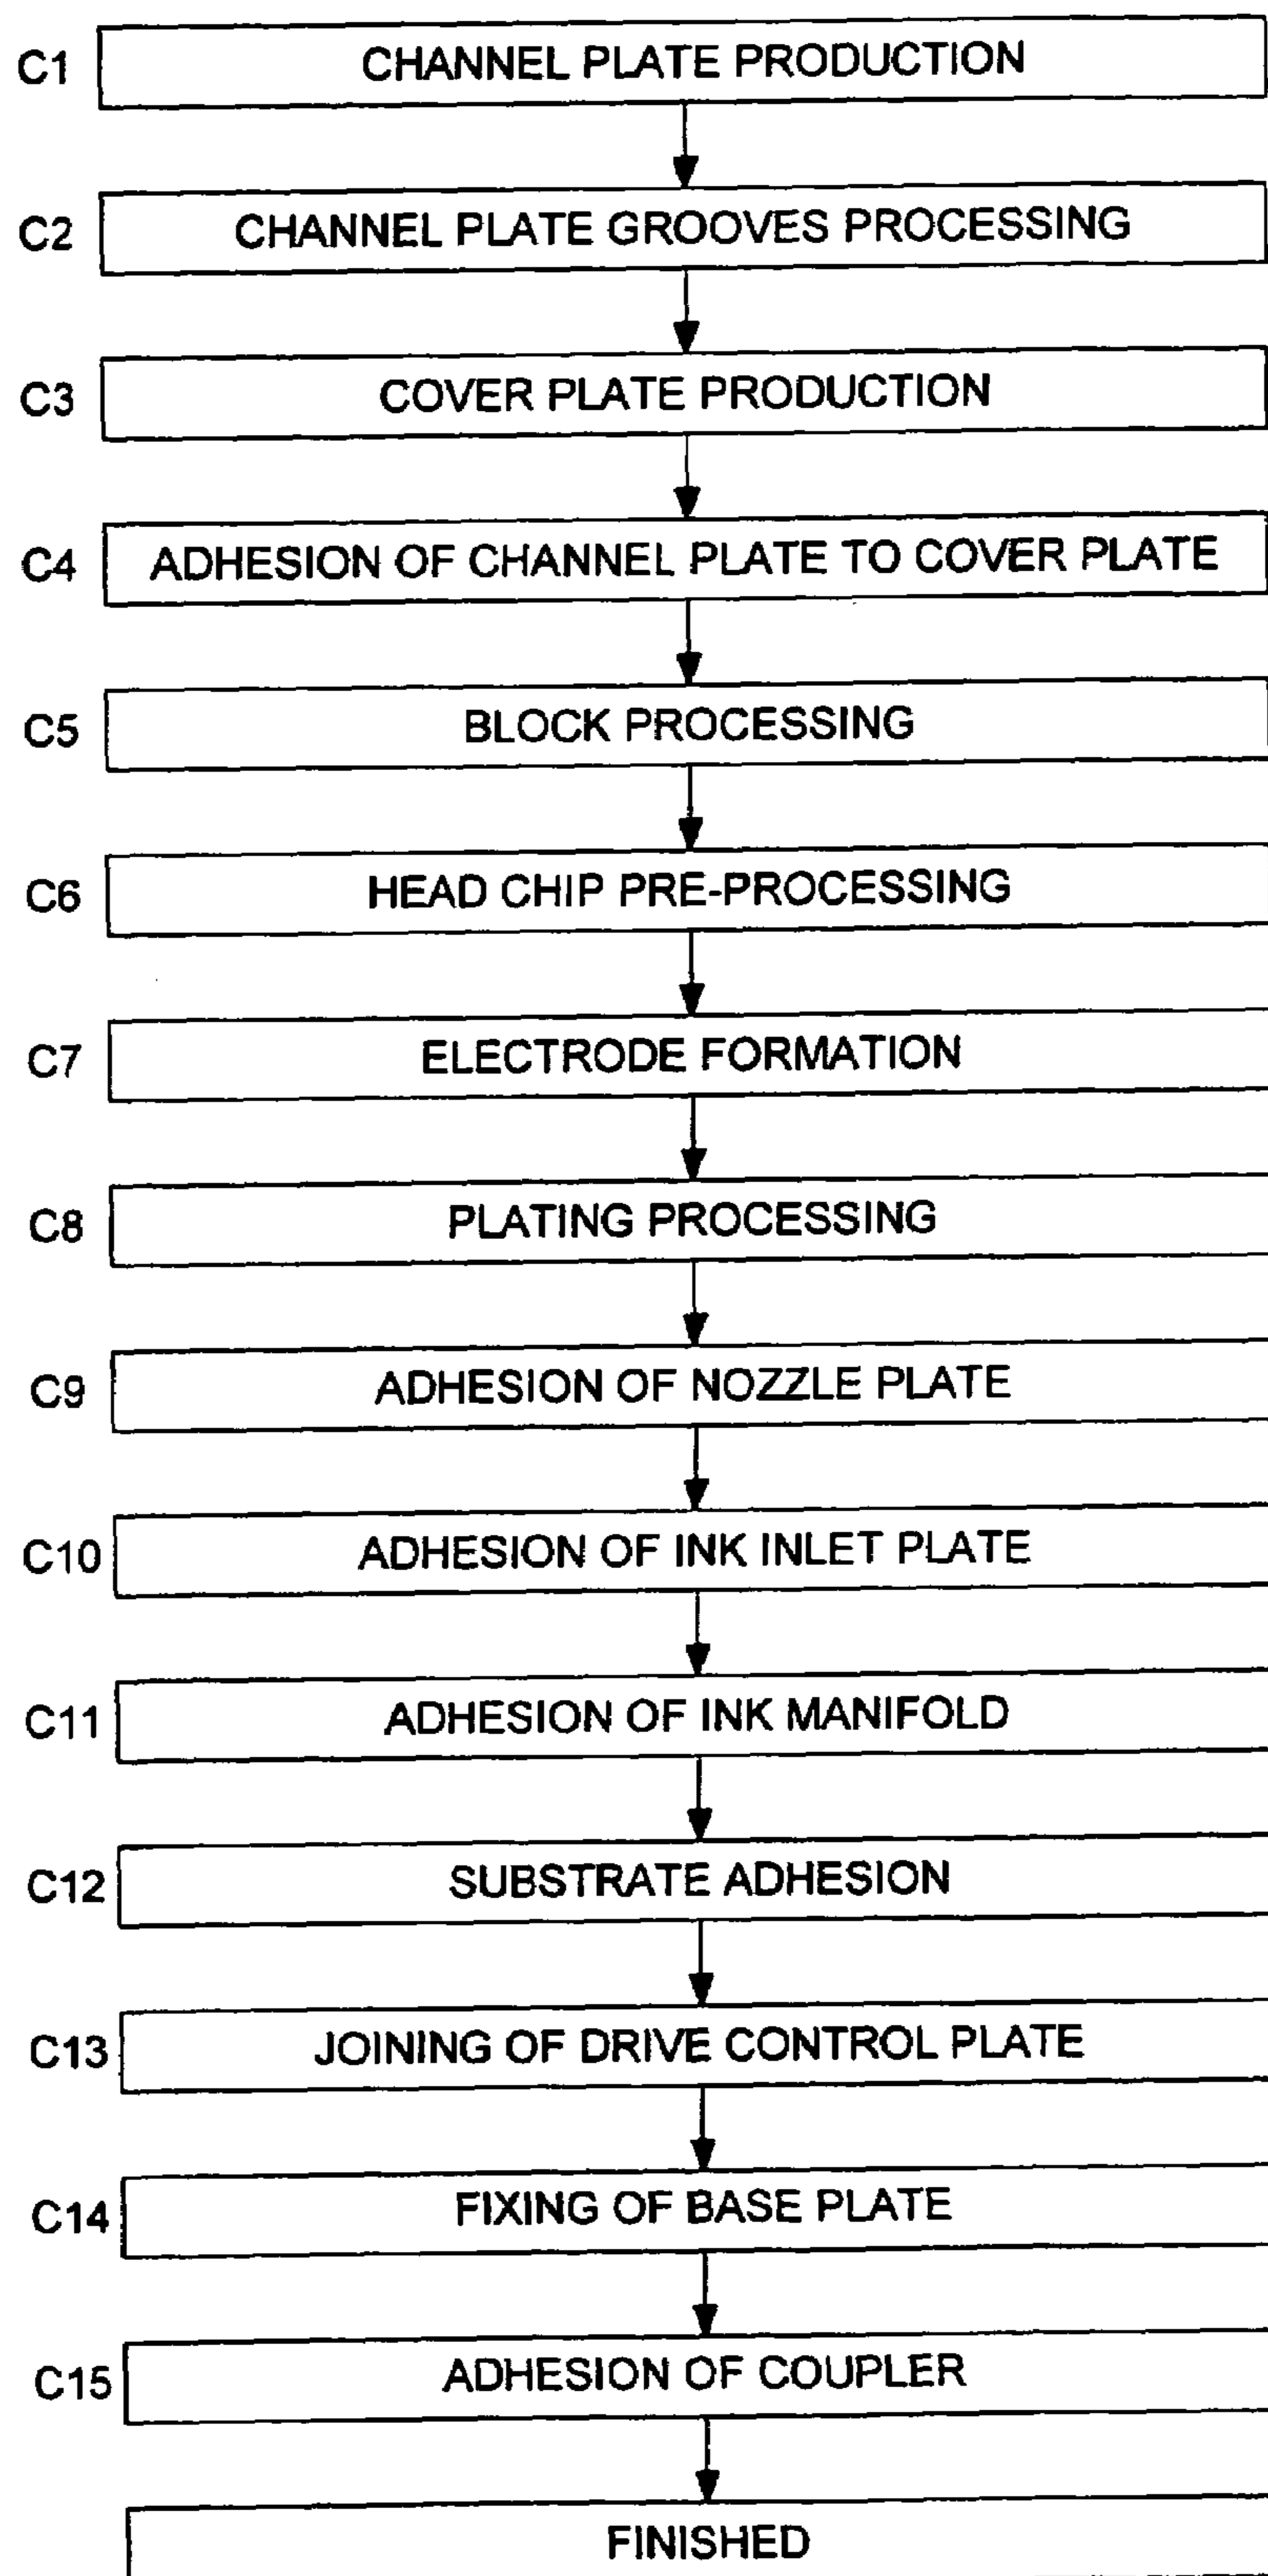 C1 CHANNEL PLATE PRODUCTION
C2 CHANNEL PLATE GROOVES PROCESSING
C3 COVER PLATE PRODUCTION
C4 ADHESION OF CHANNEL PLATE TO COVER PLATE
C5 BLOCK PROCESSING
C6 HEAD CHIP PRE-PROCESSING
C7 ELECTRODE FORMATION
C8 PLATING PROCESSING
C9 ADHESION OF NOZZLE PLATE
C10 ADHESION OF INK INLET PLATE
C11 ADHESION OF INK MANIFOLD
C12 SUBSTRATE ADHESION
C13 JOINING OF DRIVE CONTROL PLATE
C14 FIXING OF BASE PLATE
C15 ADHESION OF COUPLER
FINISHED